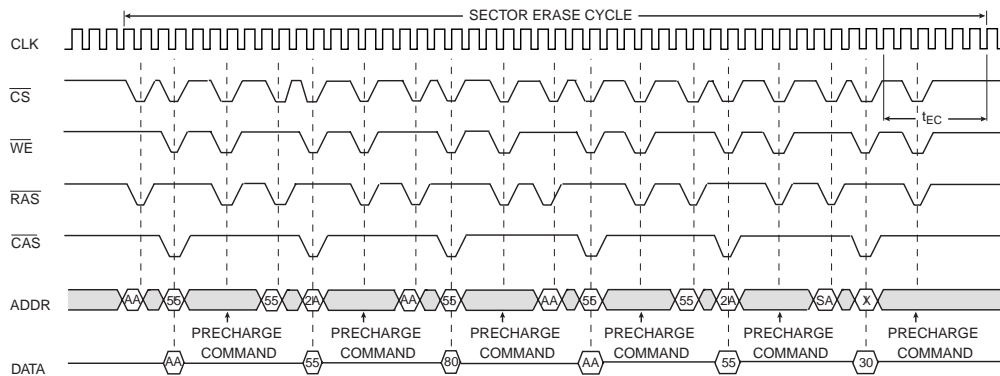 SECTOR ERASE CYCLE
CLK
CS
tEC
WE
RAS
CAS
ADDR AA 55 55 2A AA 55 AA 55 55 2A SA X
PRECHARGE COMMAND
PRECHARGE COMMAND
PRECHARGE COMMAND
PRECHARGE COMMAND
PRECHARGE COMMAND
PRECHARGE COMMAND
DATA AA 55 80 AA 55 30